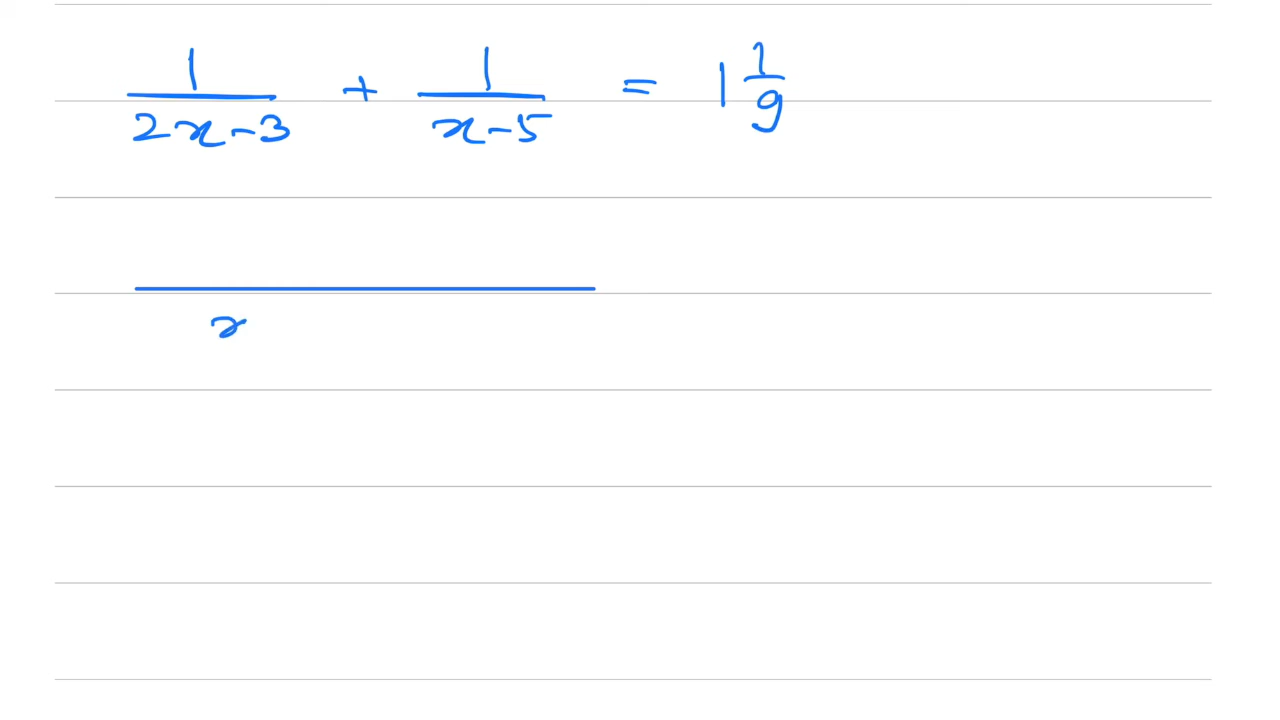 1/(2x-3) + 1/(x-5) = 1 1/9
x